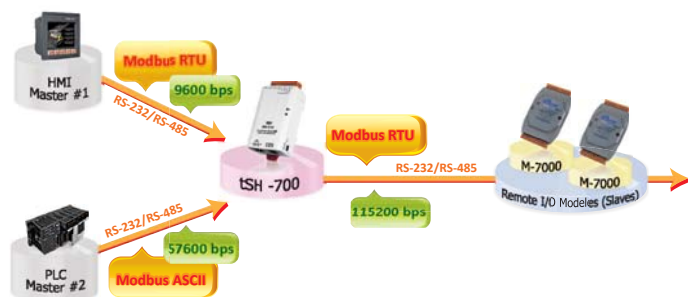 Modbus RTU
9600 bps
HMI
Master #1
RS-232/RS-485
Modbus RTU
M-7000
M-7000
tSH -700
RS-232/RS-485
Remote I/O Modeles (Slaves)
115200 bps
RS-232/RS-485
57600 bps
PLC
Master #2
Modbus ASCII